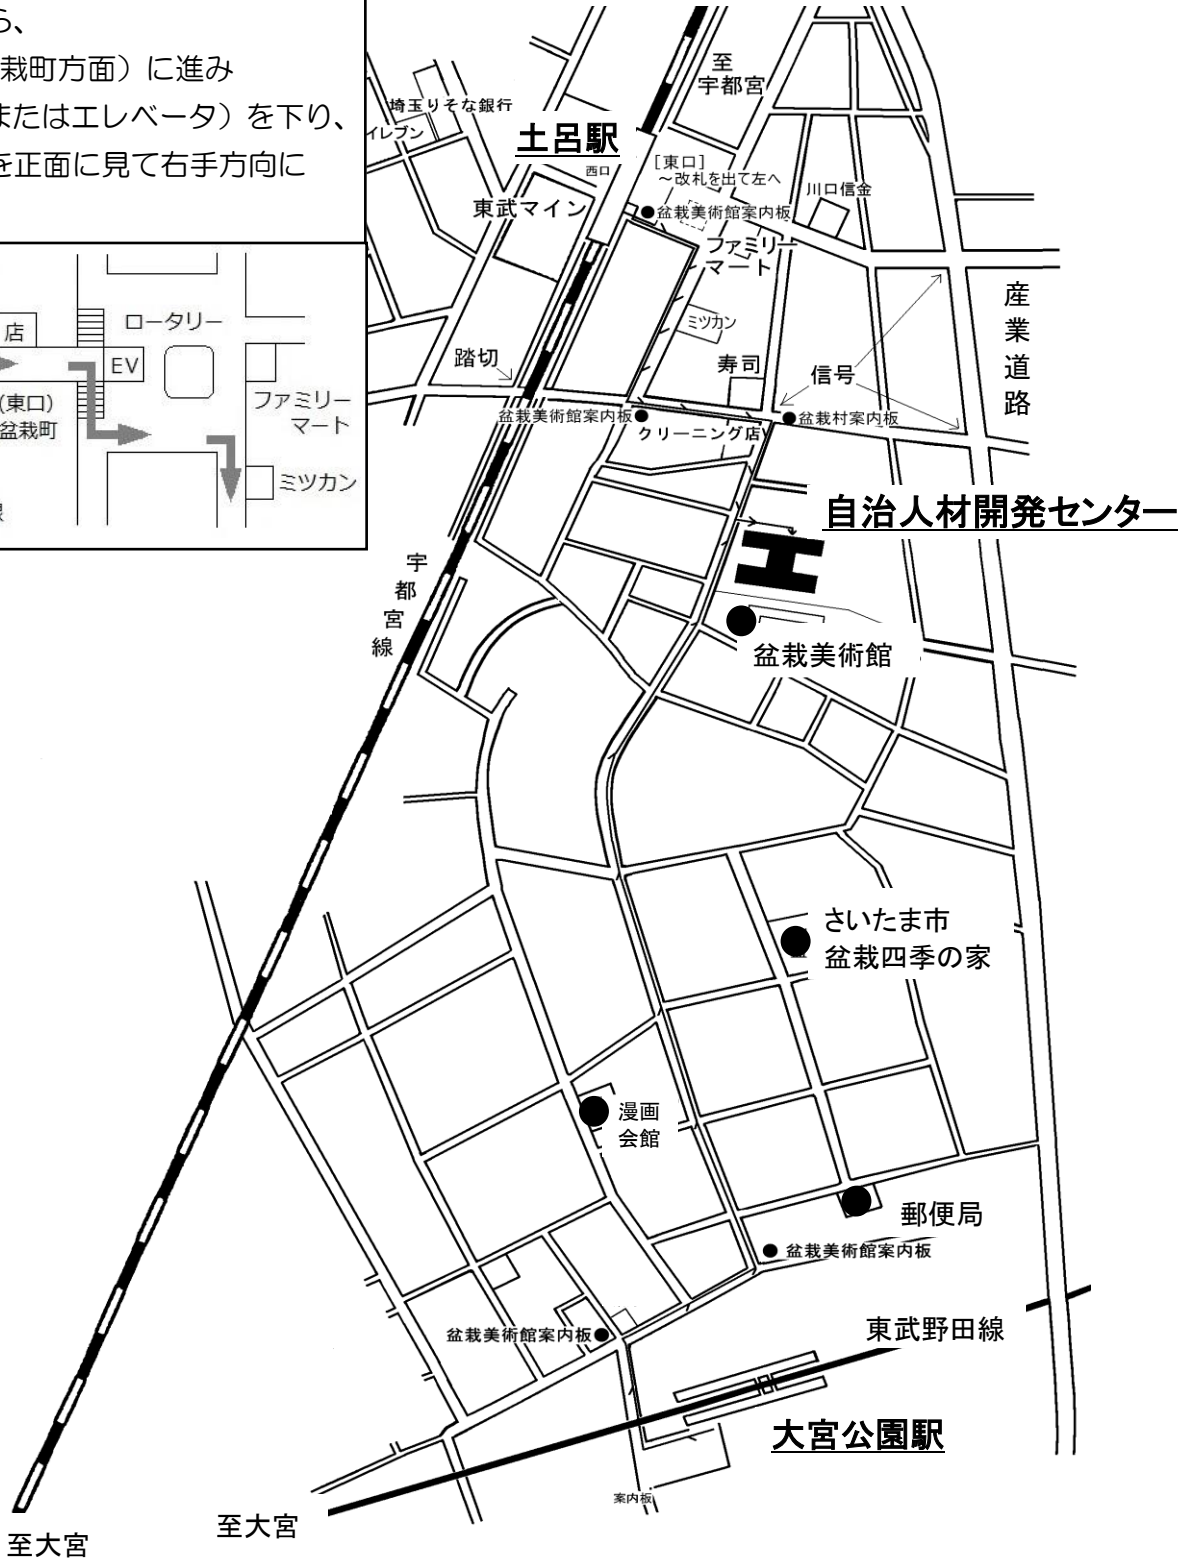 ら、
栽町方面）に進み
またはエレベータ）を下り、
を正面に見て右手方向に
店
ロータリー
EV
(東口)
盆栽町
ファミリー
マート
ミツカン
線
至
宇都宮
埼玉りそな銀行
イレブン
土呂駅
西口
[東口]
～改札を出て左へ
川口信金
東武マイン
盆栽美術館案内板
ファミリー
マート
産業道路
ミツカン
踏切
寿司
信号
盆栽美術館案内板
盆栽村案内板
クリーニング店
自治人材開発センター
宇都宮線
盆栽美術館
さいたま市
盆栽四季の家
漫画
会館
郵便局
盆栽美術館案内板
盆栽美術館案内板
東武野田線
大宮公園駅
案内板
至大宮
至大宮